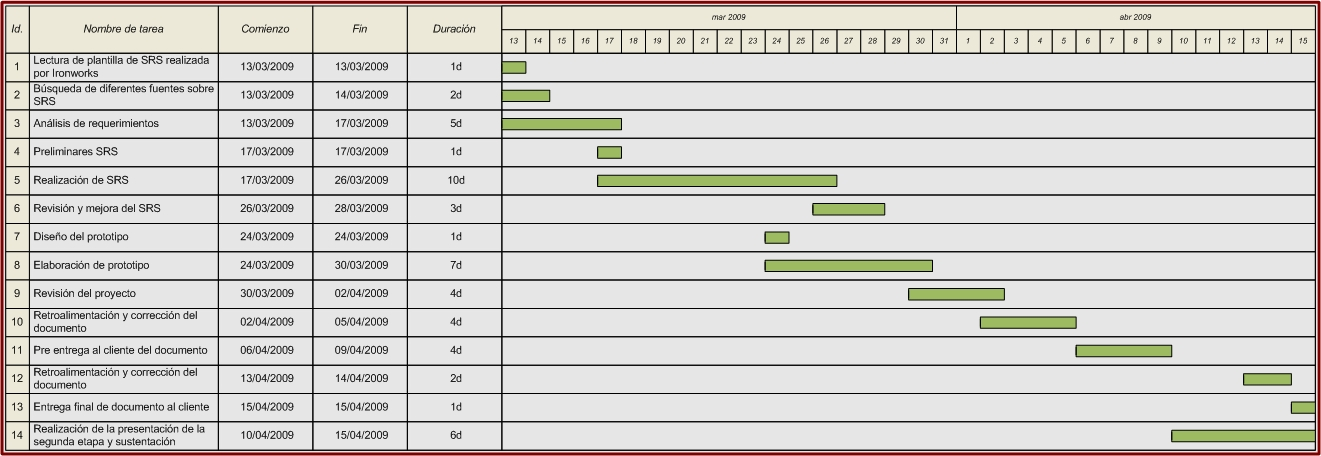 Id. Nombre de tarea Comienzo Fin Duración mar 2009 abr 2009
13 14 15 16 17 18 19 20 21 22 23 24 25 26 27 28 29 30 31 1 2 3 4 5 6 7 8 9 10 11 12 13 14 15
1 Lectura de plantilla de SRS realizada
por Ironworks 13/03/2009 13/03/2009 1d
2 Búsqueda de diferentes fuentes sobre
SRS 13/03/2009 14/03/2009 2d
3 Análisis de requerimientos 13/03/2009 17/03/2009 5d
4 Preliminares SRS 17/03/2009 17/03/2009 1d
5 Realización de SRS 17/03/2009 26/03/2009 10d
6 Revisión y mejora del SRS 26/03/2009 28/03/2009 3d
7 Diseño del prototipo 24/03/2009 24/03/2009 1d
8 Elaboración de prototipo 24/03/2009 30/03/2009 7d
9 Revisión del proyecto 30/03/2009 02/04/2009 4d
10 Retroalimentación y corrección del
documento 02/04/2009 05/04/2009 4d
11 Pre entrega al cliente del documento 06/04/2009 09/04/2009 4d
12 Retroalimentación y corrección del
documento 13/04/2009 14/04/2009 2d
13 Entrega final de documento al cliente 15/04/2009 15/04/2009 1d
14 Realización de la presentación de la
segunda etapa y sustentación 10/04/2009 15/04/2009 6d